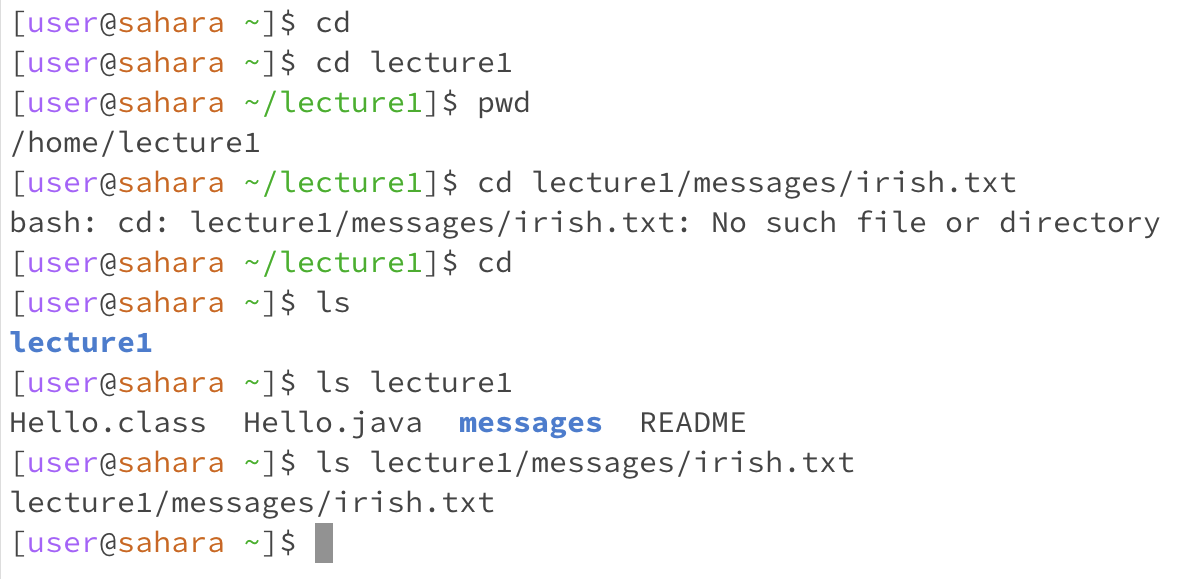 [user@sahara ~]$ cd
[user@sahara ~]$ cd lecture1
[user@sahara ~/lecture1]$ pwd
/home/lecture1
[user@sahara ~/lecture1]$ cd lecture1/messages/irish.txt
bash: cd: lecture1/messages/irish.txt: No such file or directory
[user@sahara ~/lecture1]$ cd
[user@sahara ~]$ ls
lecture1
[user@sahara ~]$ ls lecture1
Hello.class  Hello.java  messages  README
[user@sahara ~]$ ls lecture1/messages/irish.txt
lecture1/messages/irish.txt
[user@sahara ~]$